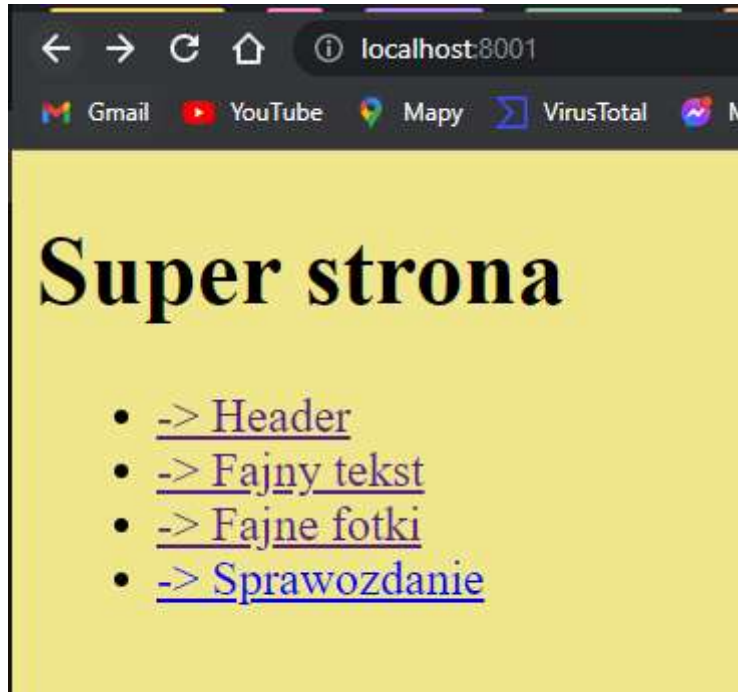 localhost:8001
Gmail YouTube Mapy VirusTotal
Super strona
-> Header
-> Fajny tekst
-> Fajne fotki
-> Sprawozdanie